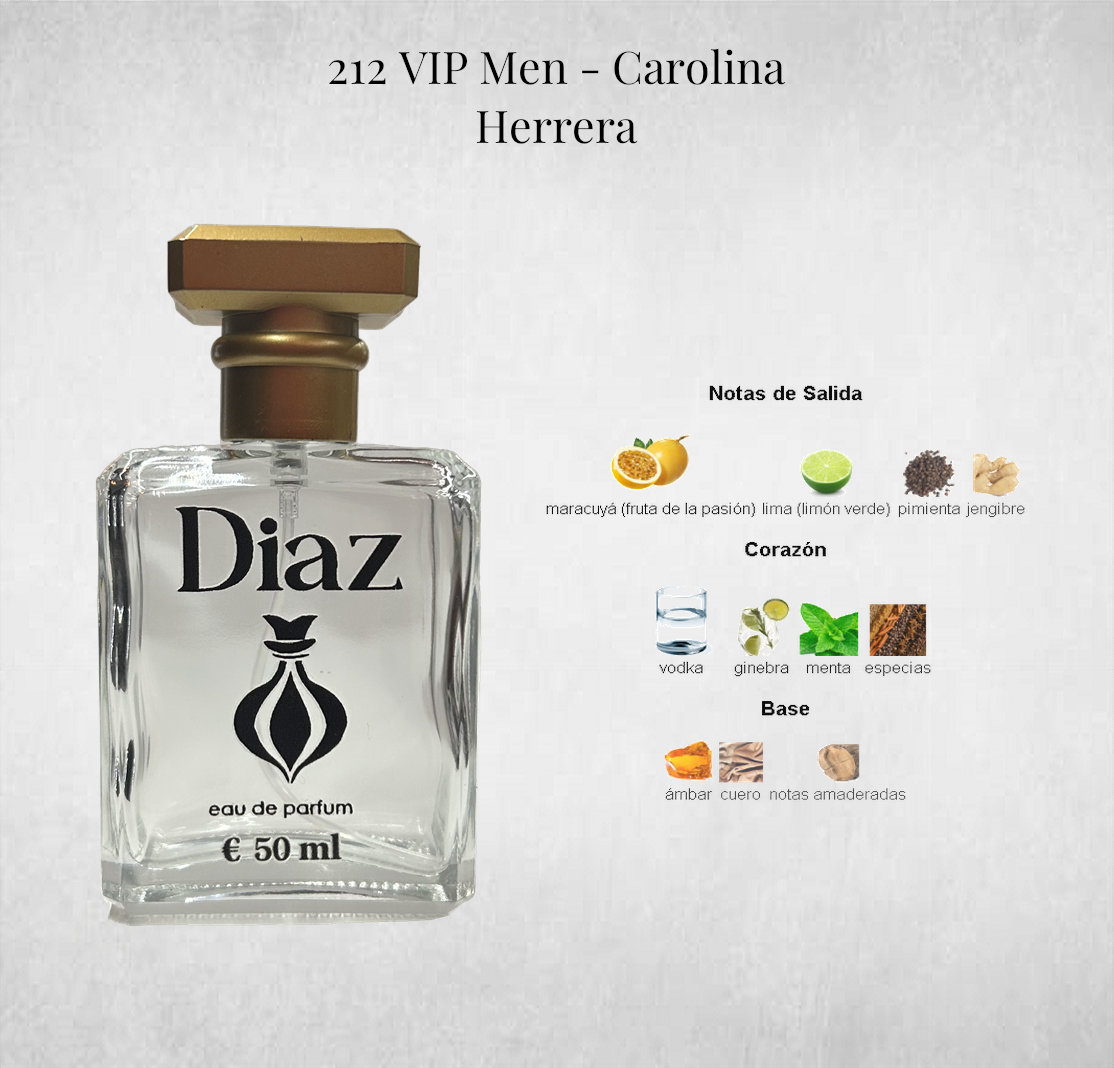 212 VIP Men - Carolina
Herrera
Diaz
eau de parfum
€ 50 ml
Notas de Salida
maracuyá (fruta de la pasión) lima (limón verde) pimienta jengibre
Corazón
vodka ginebra menta especias
Base
ámbar cuero notas amaderadas